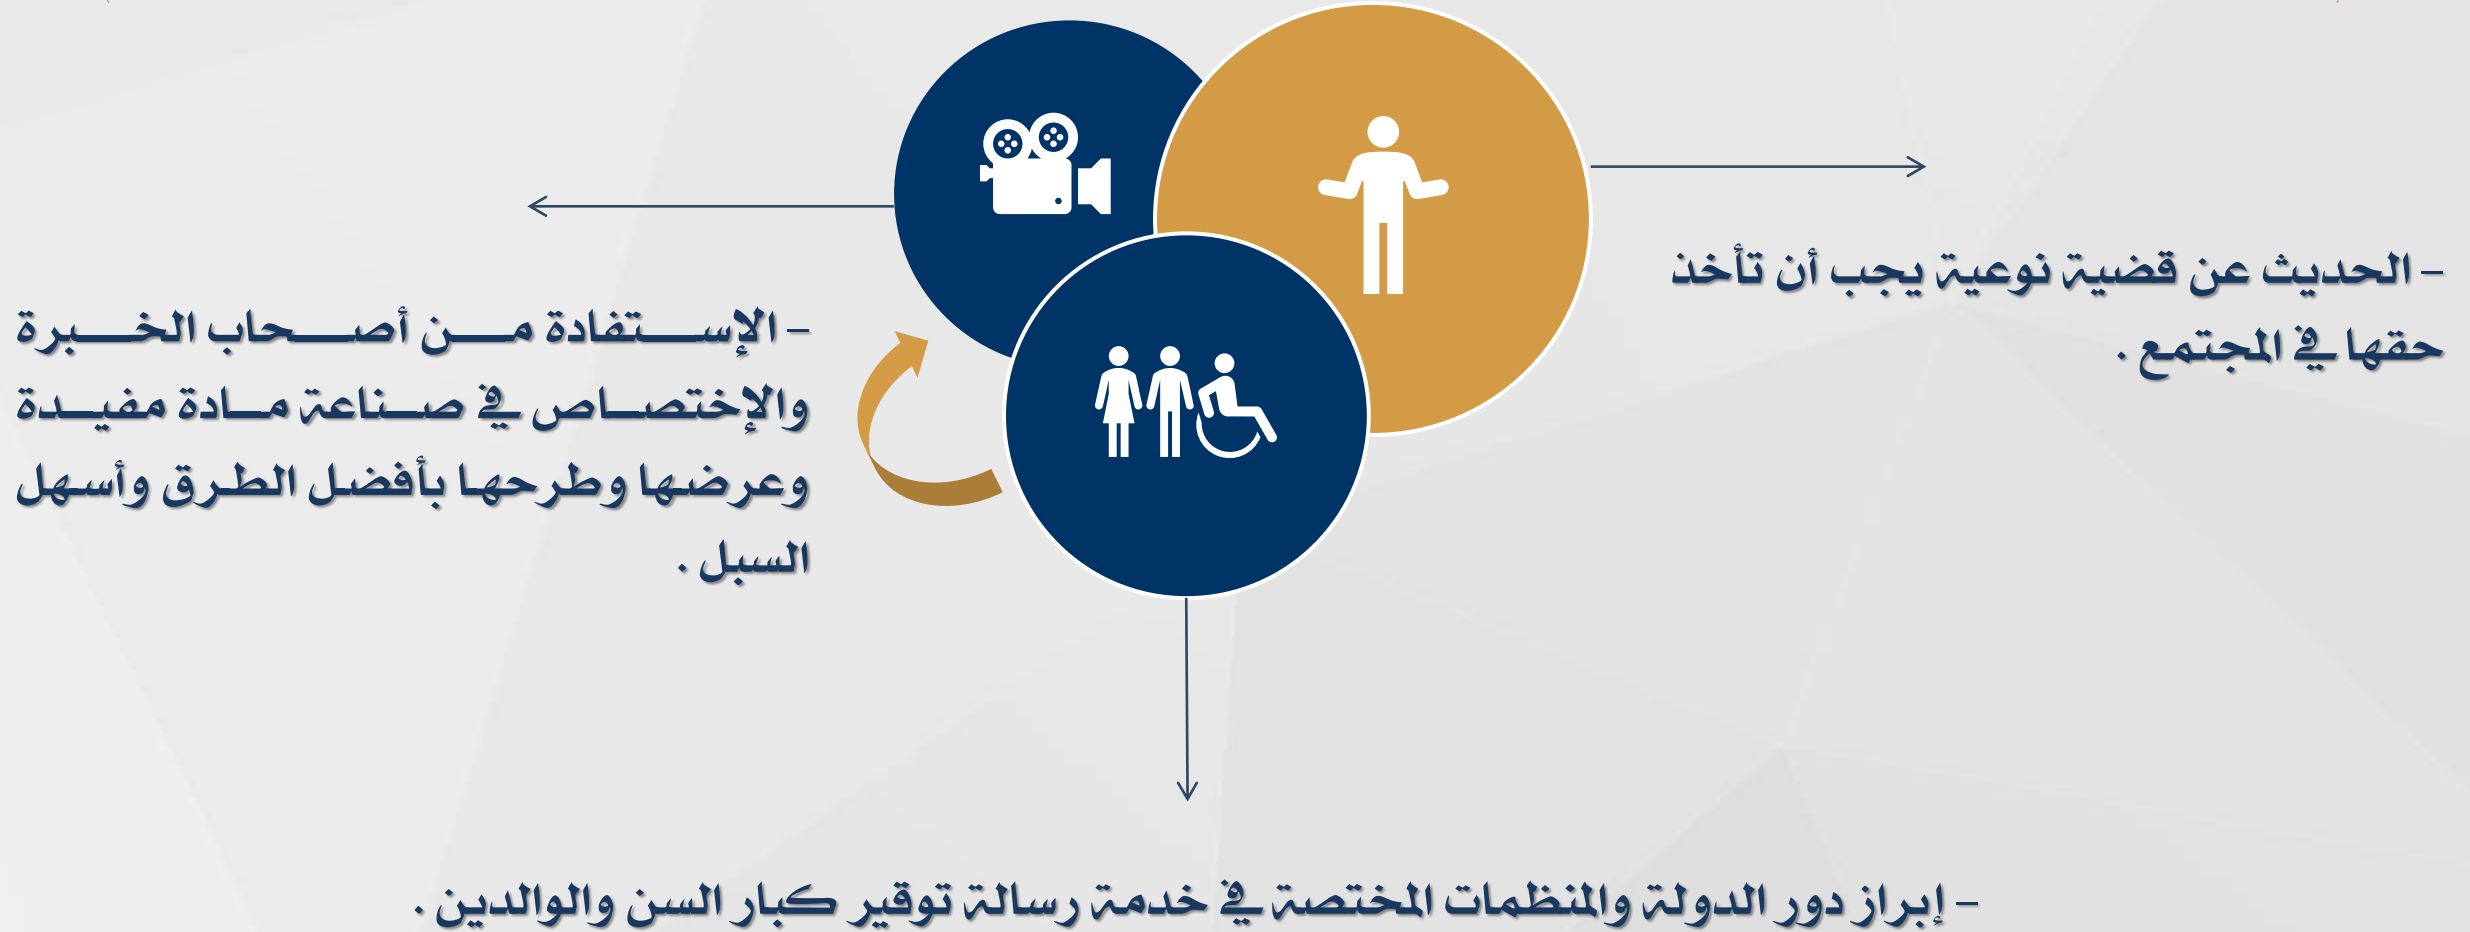 – الحديث عن قضية نوعية يجب أن تأخذ
حقها في المجتمع .
– الإستفادة من أصحاب الخبرة
والإختصاص في صناعة مادة مفيدة
وعرضها وطرحها بأفضل الطرق وأسهل
السبل .
– إبراز دور الدولة والمنظمات المختصة في خدمة رسالة توقير كبار السن والوالدين .